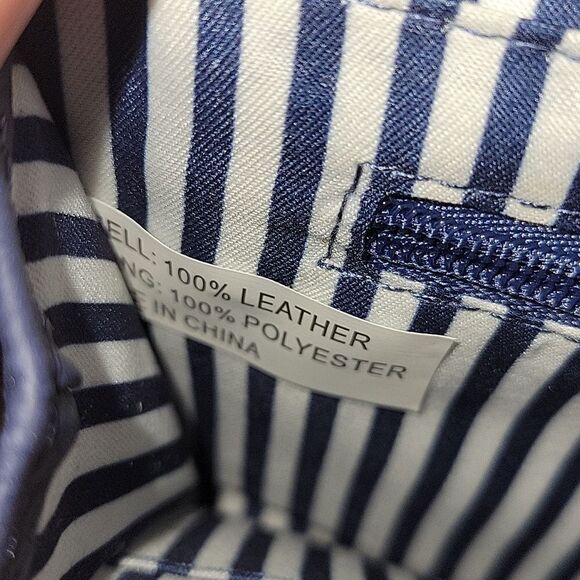 ELL: 100% LEATHER
NG: 100% POLYESTER
E IN CHINA